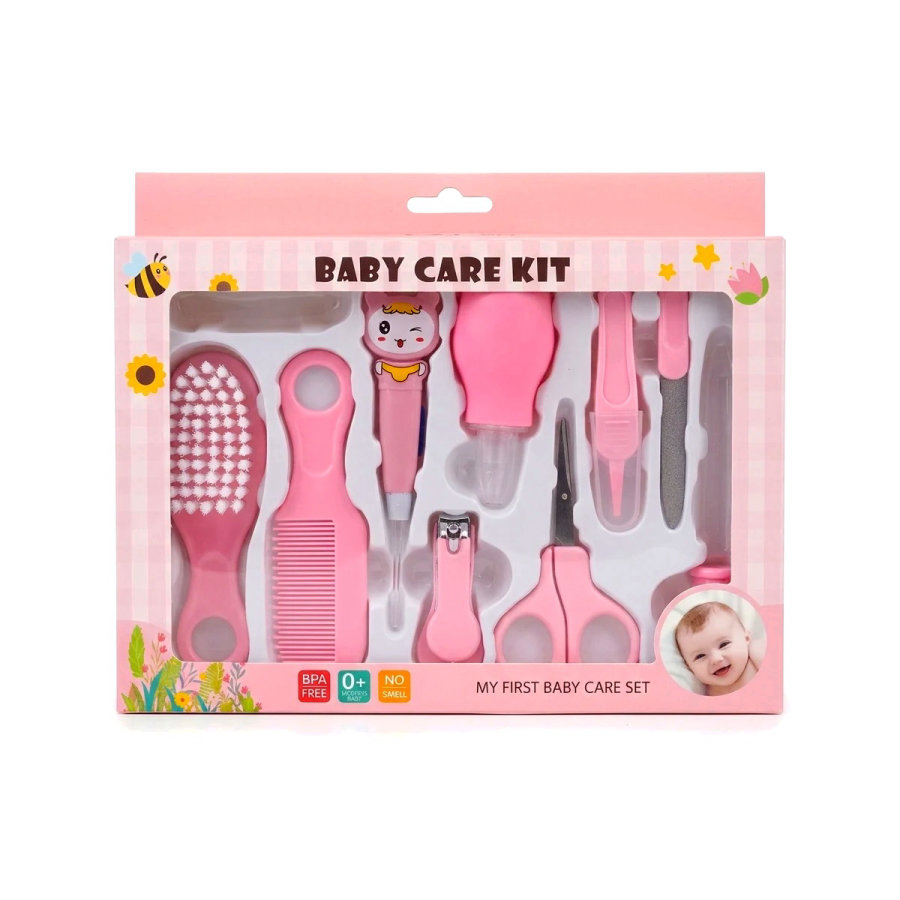 BABY CARE KIT
BPA
FREE
0+
NO
SMELL
MY FIRST BABY CARE SET